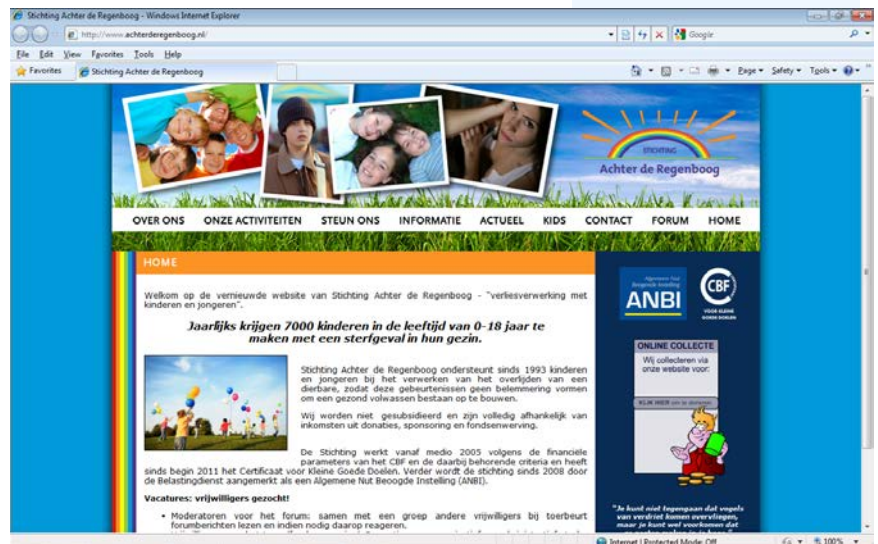 Stichting Achter de Regenboog - Windows Internet Explorer
http://www.achterderegenboog.nl/
Google
File Edit View Favorites Tools Help
Favorites Stichting Achter de Regenboog
Page Safety Tools
STICHTING
Achter de Regenboog
OVER ONS ONZE ACTIVITEITEN STEUN ONS INFORMATIE ACTUEEL KIDS CONTACT FORUM HOME
HOME
Welkom op de vernieuwde website van Stichting Achter de Regenboog - "verliesverwerking met
kinderen en jongeren".
Jaarlijks krijgen 7000 kinderen in de leeftijd van 0-18 jaar te
maken met een sterfgeval in hun gezin.
Stichting Achter de Regenboog ondersteunt sinds 1993 kinderen
en jongeren bij het verwerken van het overlijden van een
dierbare, zodat deze gebeurtenissen geen belemmering vormen
om een gezond volwassen bestaan op te bouwen.
Wij worden niet gesubsidieerd en zijn volledig afhankelijk van
inkomsten uit donaties, sponsoring en fondsenwerving.
De Stichting werkt vanaf medio 2005 volgens de financiële
parameters van het CBF en de daarbij behorende criteria en heeft
sinds begin 2011 het Certificaat voor Kleine Goede Doelen. Verder wordt de stichting sinds 2008 door
de Belastingdienst aangemerkt als een Algemene Nut Beoogde Instelling (ANBI).
Vacatures: vrijwilligers gezocht!
Moderatoren voor het forum: samen met een groep andere vrijwilligers bij toerbeurt
forumberichten lezen en indien nodig daarop reageren.
ANBI
CBF
VOOR KLEINE
GOEDE DOELEN
ONLINE COLLECTE
Wij collecteren via
onze website voor:
KLIK HIER om te doneren
"Je kunt niet tegengaan dat vogels
van verdriet komen overvliegen,
maar je kunt wel voorkomen dat
Internet | Protected Mode: Off
100%